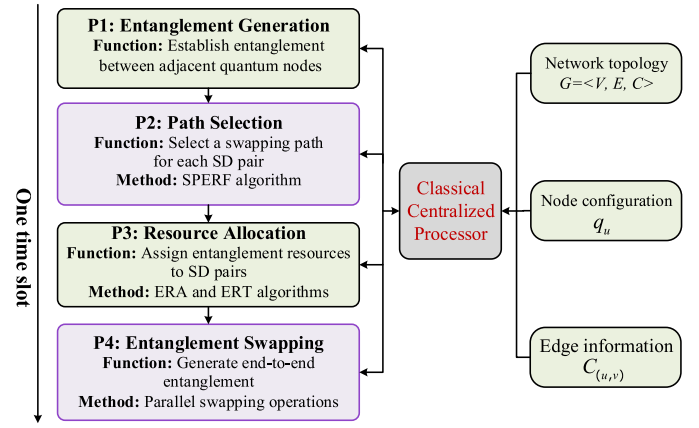 One time slot
P1: Entanglement Generation
Function: Establish entanglement
between adjacent quantum nodes
P2: Path Selection
Function: Select a swapping path
for each SD pair
Method: SPERF algorithm
P3: Resource Allocation
Function: Assign entanglement resources
to SD pairs
Method: ERA and ERT algorithms
P4: Entanglement Swapping
Function: Generate end-to-end
entanglement
Method: Parallel swapping operations
Classical
Centralized
Processor
Network topology
G=<V, E, C>
Node configuration
q_u
Edge information
C_(u,v)